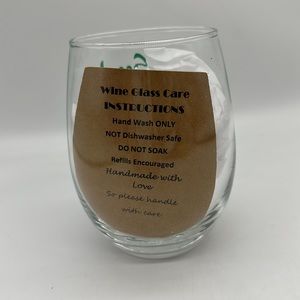 Wine Glass Care
INSTRUCTIONS
Hand Wash ONLY
NOT Dishwasher Safe
DO NOT SOAK
Refills Encouraged
Handmade with
Love
So please handle
with care